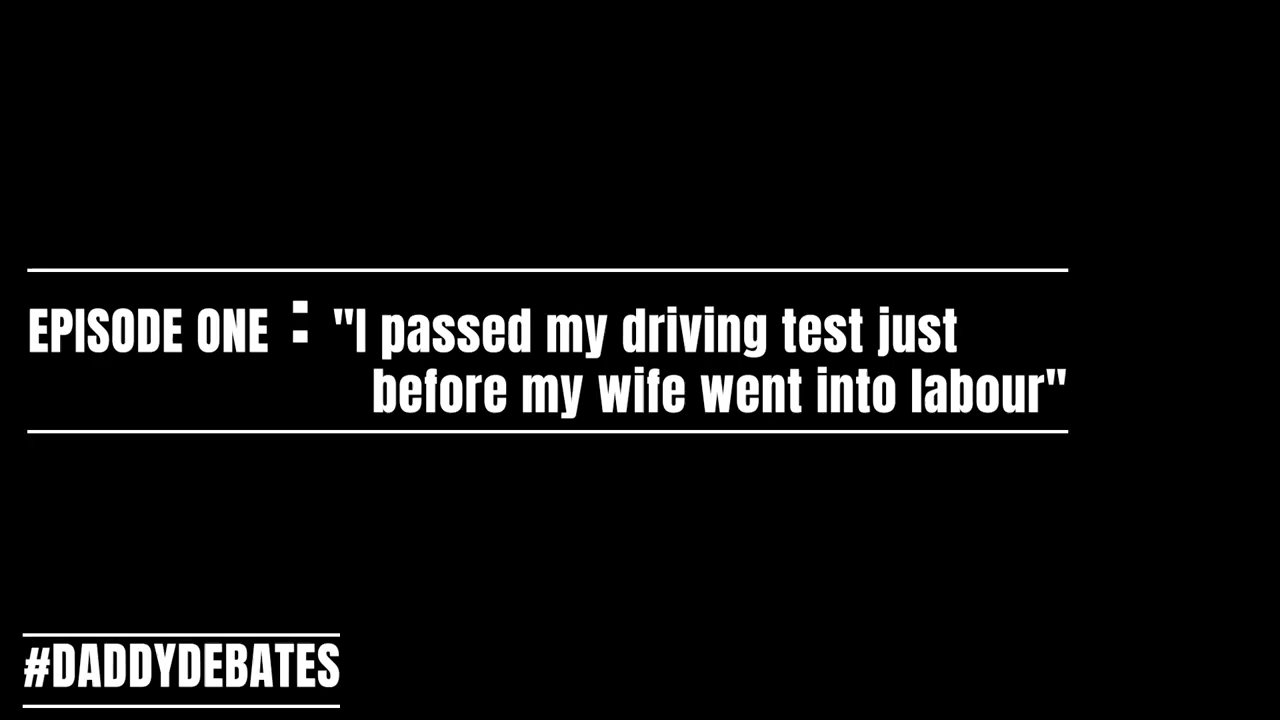 EPISODE ONE : "I passed my driving test just
before my wife went into labour"
#DADDYDEBATES